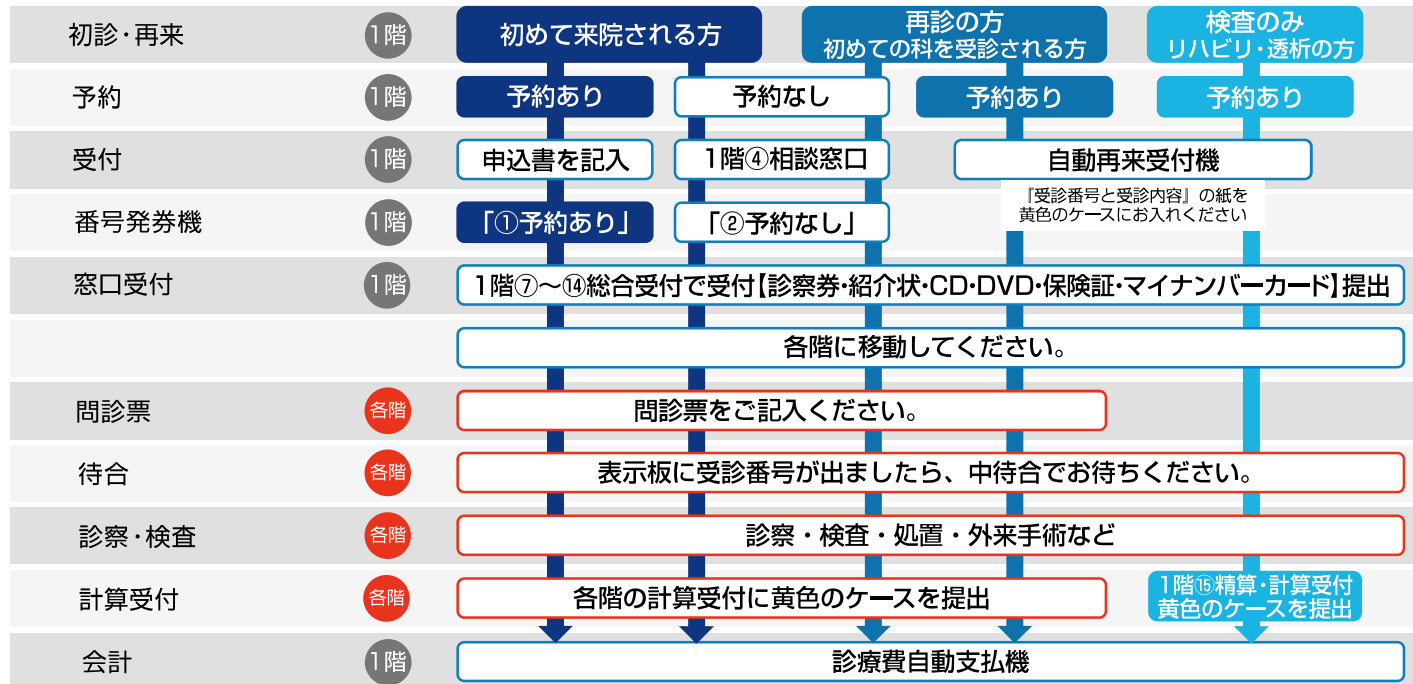 初診・再来
1階
初めて来院される方
再診の方
初めての科を受診される方
検査のみ
リハビリ・透析の方
予約
1階
予約あり
予約なし
予約あり
予約あり
受付
1階
申込書を記入
1階④相談窓口
自動再来受付機
『受診番号と受診内容』の紙を
黄色のケースにお入れください
番号発券機
1階
「①予約あり」
「②予約なし」
窓口受付
1階
1階⑦〜⑭総合受付で受付【診察券・紹介状・CD・DVD・保険証・マイナンバーカード】提出
各階に移動してください。
問診票
各階
問診票をご記入ください。
待合
各階
表示板に受診番号が出ましたら、中待合でお待ちください。
診察・検査
各階
診察・検査・処置・外来手術など
計算受付
各階
各階の計算受付に黄色のケースを提出
1階⑮精算・計算受付
黄色のケースを提出
会計
1階
診療費自動支払機